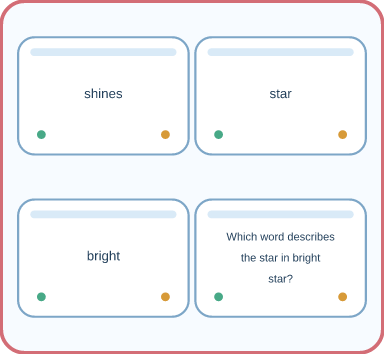 shines
star
bright
Which word describes
the star in bright
star?